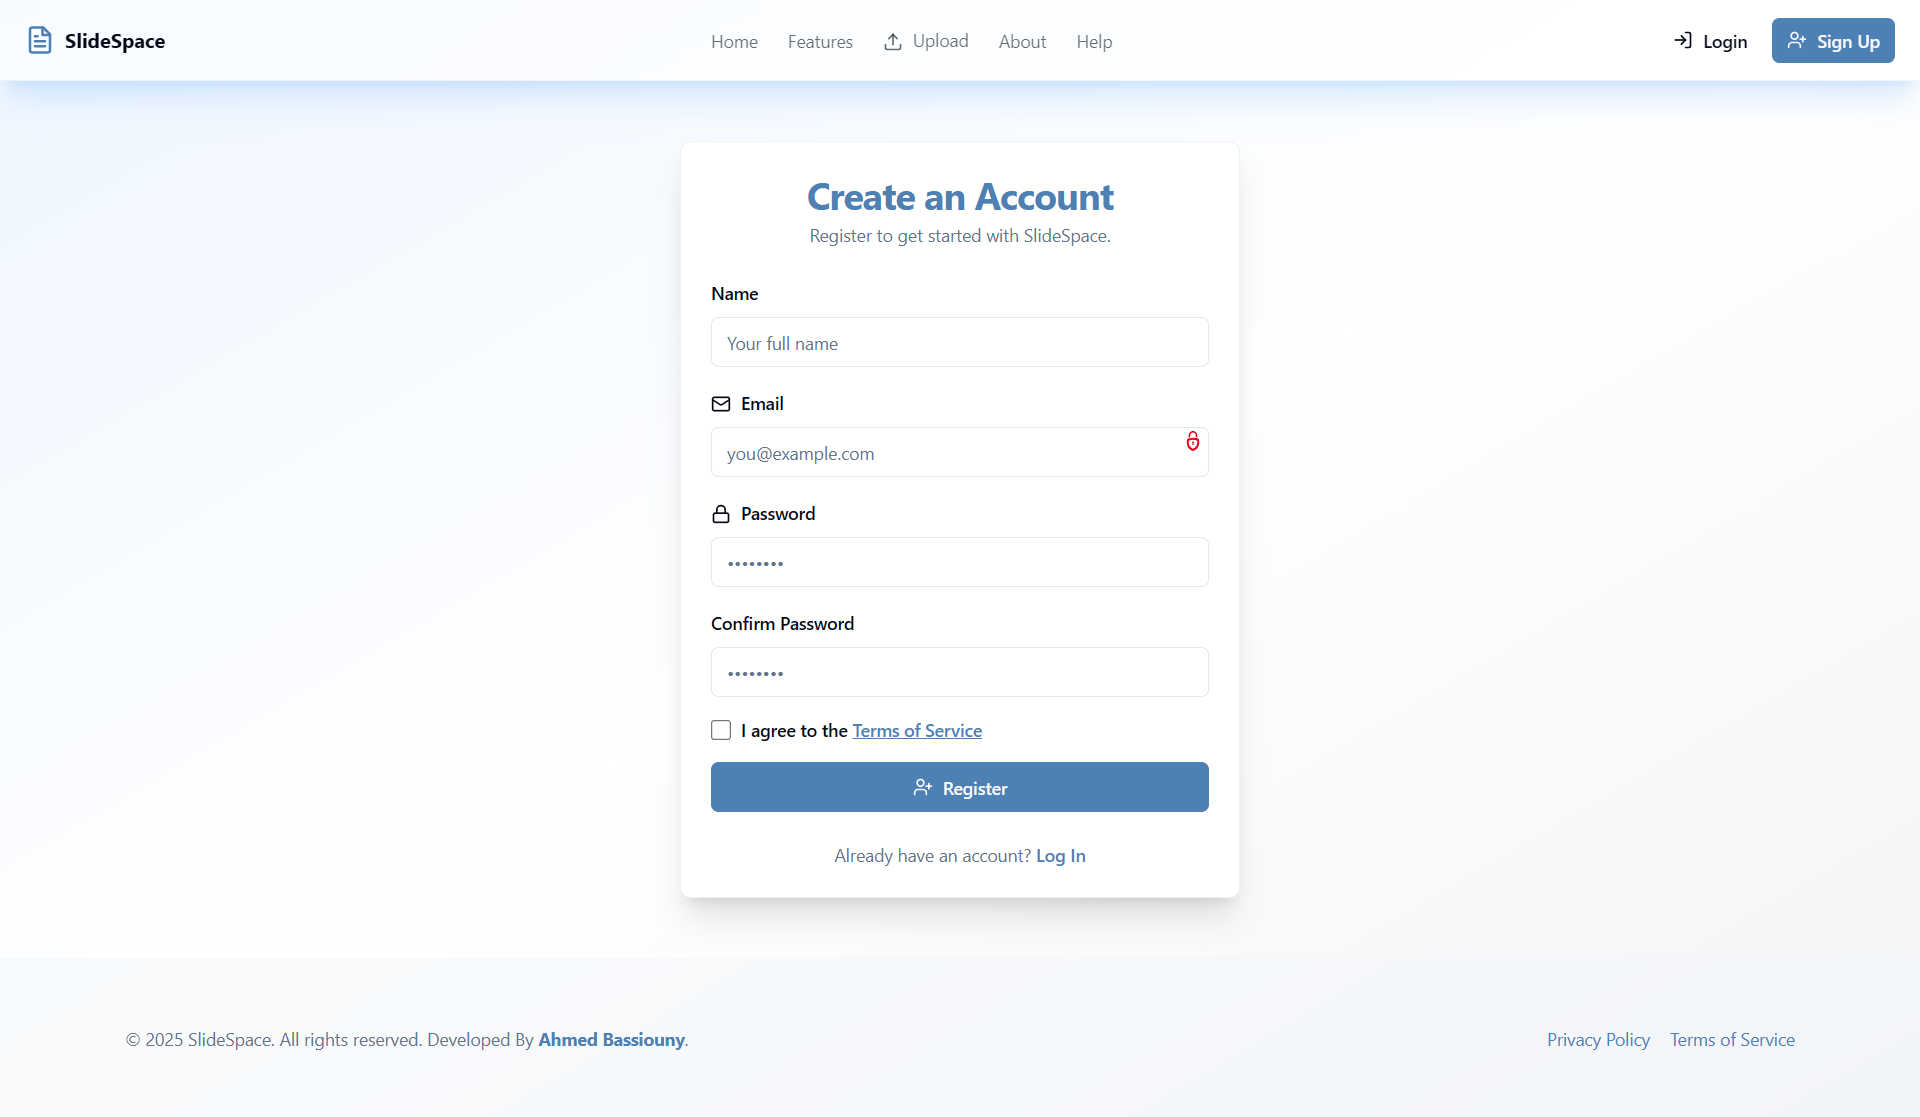 SlideSpace
Home
Features
Upload
About
Help
Login
Sign Up
Create an Account
Register to get started with SlideSpace.
Name
Your full name
Email
you@example.com
Password
••••••••
Confirm Password
••••••••
I agree to the Terms of Service
Register
Already have an account? Log In
© 2025 SlideSpace. All rights reserved. Developed By Ahmed Bassiouny.
Privacy Policy
Terms of Service